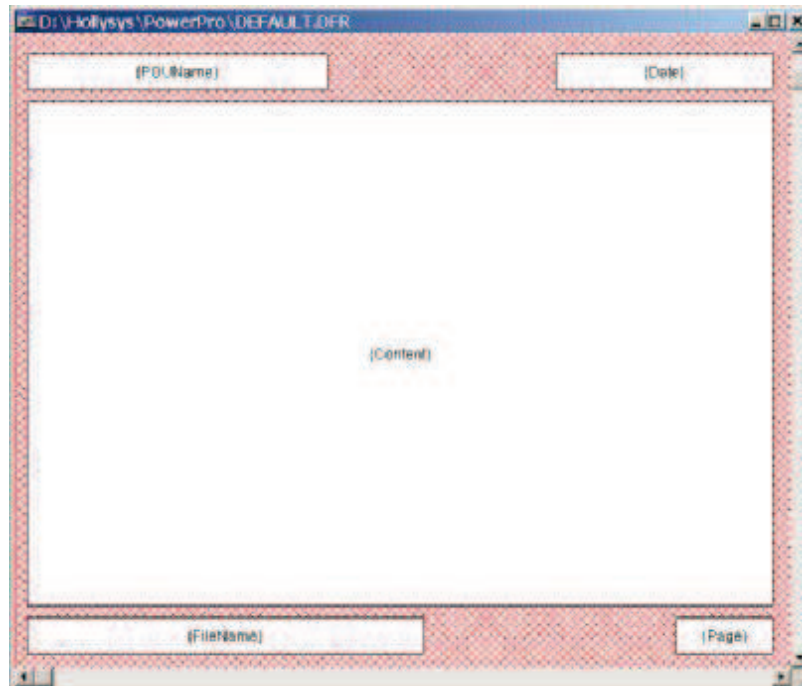 D:\Hollysys\PowerPro\DEFAULT.DFR
(POUName) (Date)
(Content)
(FileName) (Page)